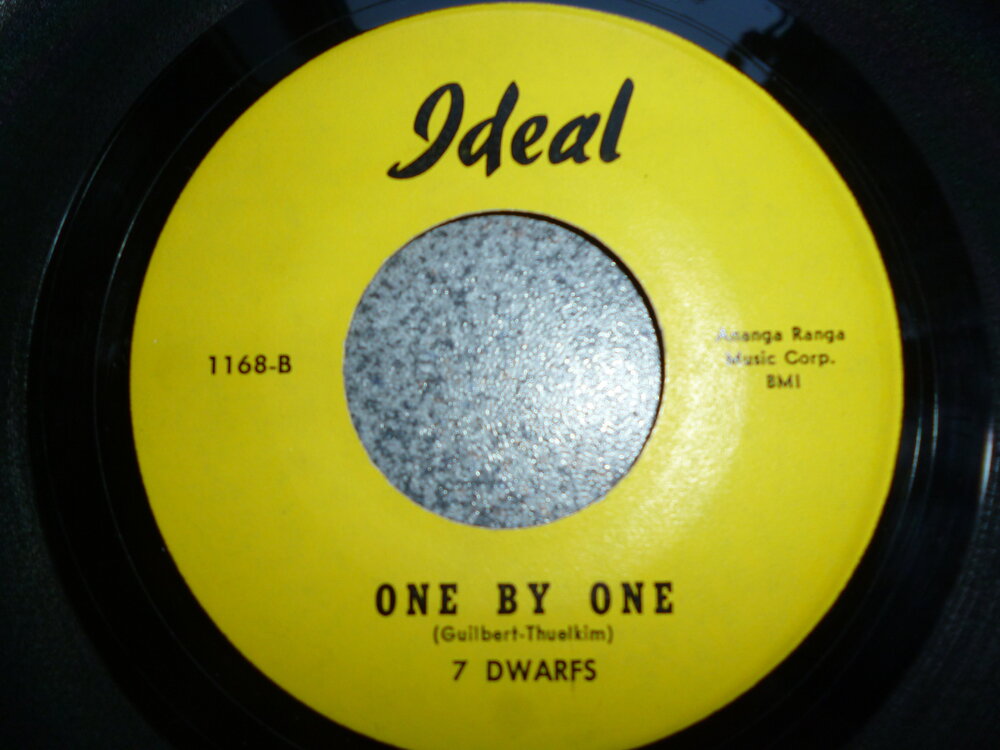 Ideal
1168-B
Ananga Ranga
Music Corp.
BMI
ONE BY ONE
(Guilbert-Thuelkim)
7 DWARFS